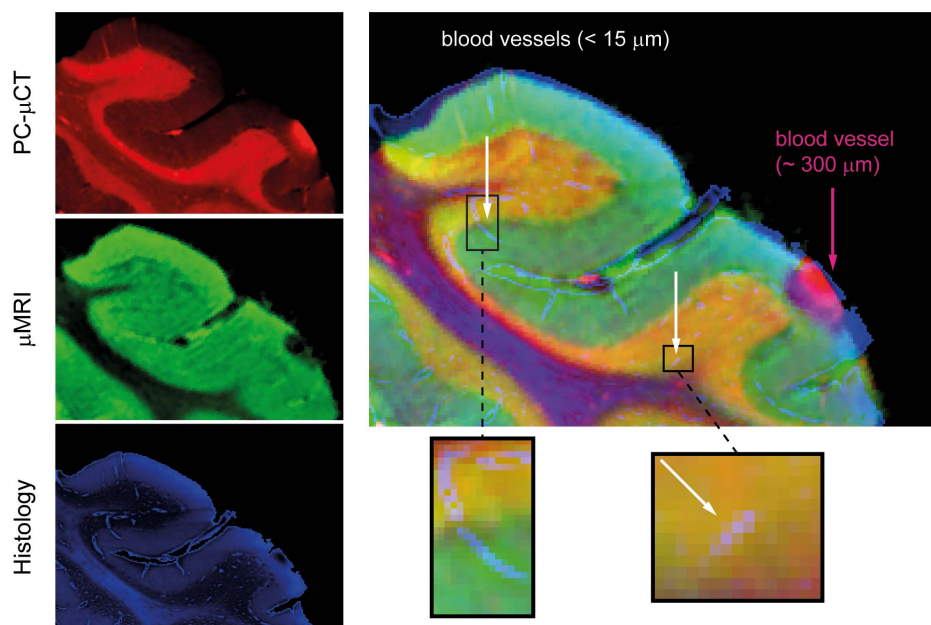 PC-μCT
μMRI
Histology
blood vessels (< 15 μm)
blood vessel
(~ 300 μm)